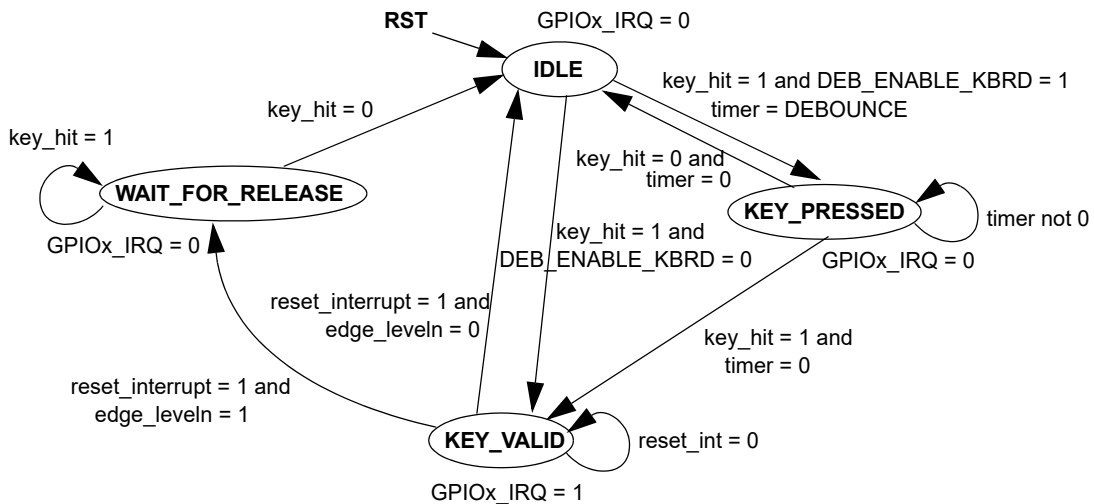 RST
GPIOx_IRQ = 0
IDLE
key_hit = 1 and DEB_ENABLE_KBRD = 1
timer = DEBOUNCE
key_hit = 0
key_hit = 1
key_hit = 0 and
timer = 0
WAIT_FOR_RELEASE
KEY_PRESSED
timer not 0
GPIOx_IRQ = 0
key_hit = 1 and
DEB_ENABLE_KBRD = 0
GPIOx_IRQ = 0
reset_interrupt = 1 and
edge_leveln = 0
key_hit = 1 and
timer = 0
reset_interrupt = 1 and
edge_leveln = 1
KEY_VALID
reset_int = 0
GPIOx_IRQ = 1